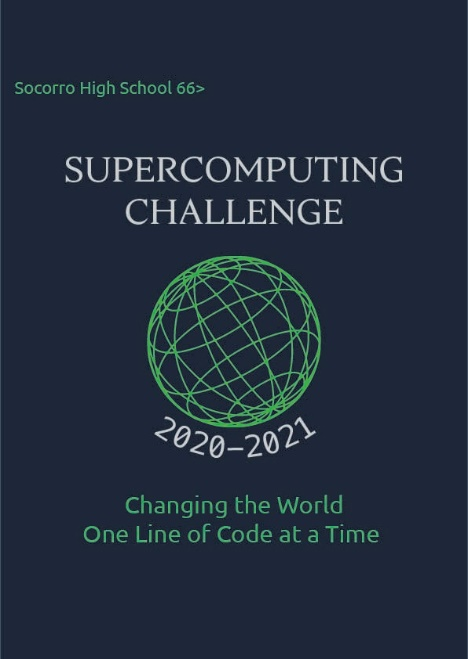 Socorro High School 66>
SUPERCOMPUTING
CHALLENGE
2020–2021
Changing the World
One Line of Code at a Time